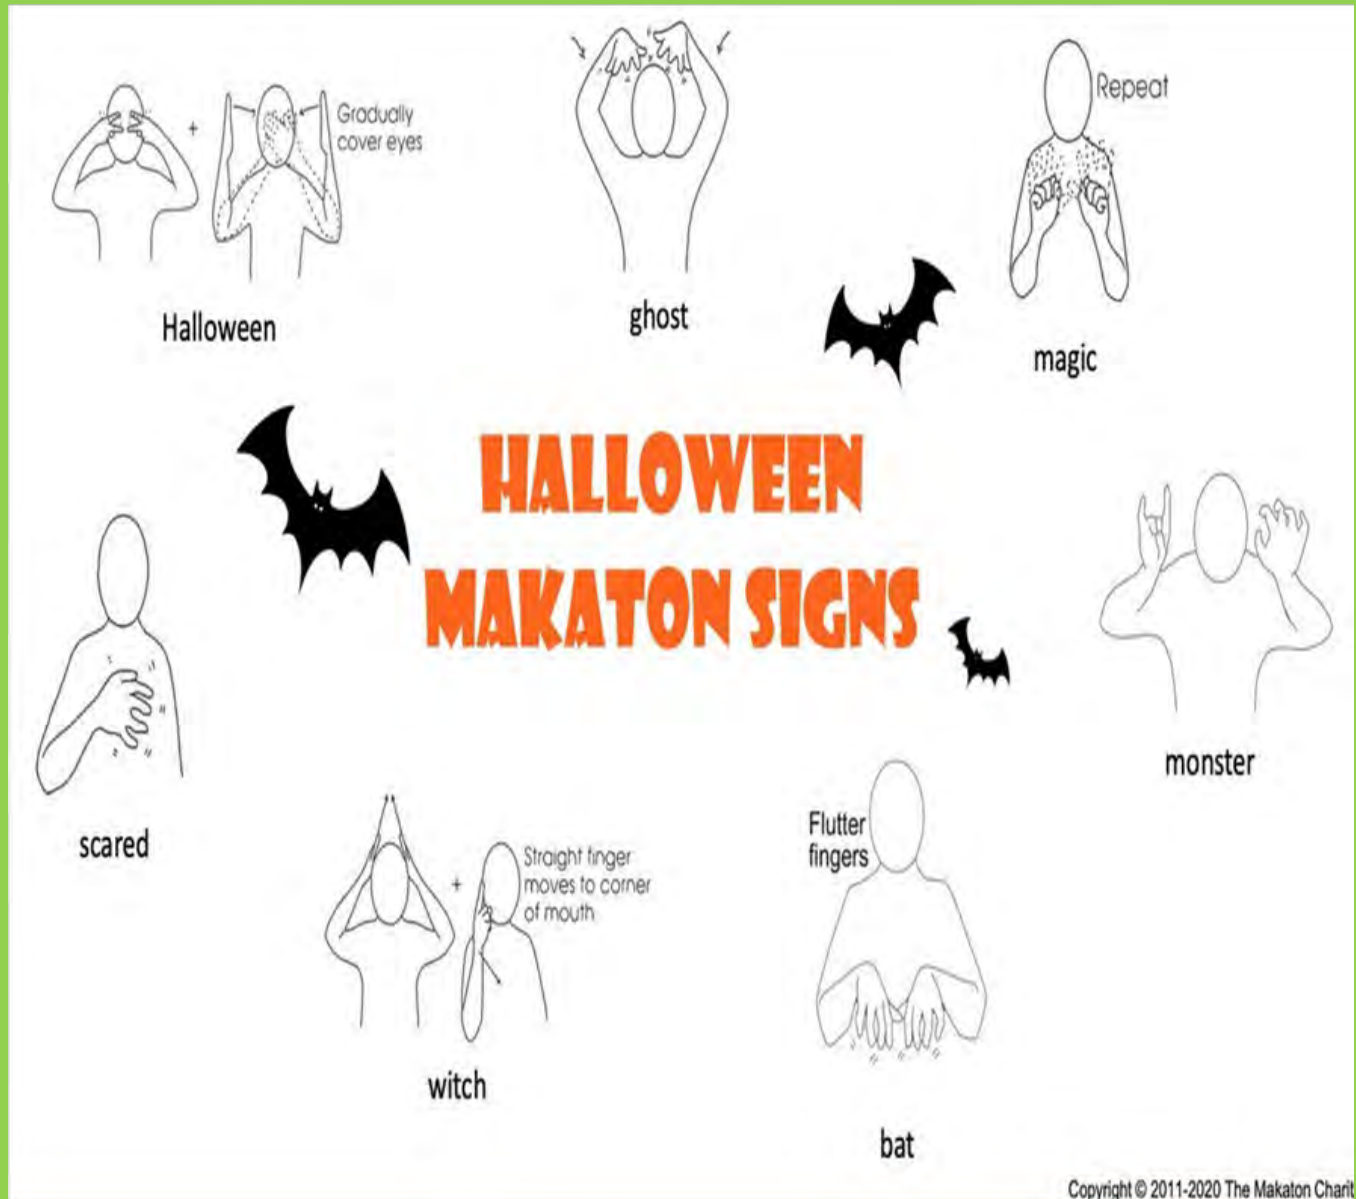 Repeat
Gradually
cover eyes
Halloween
ghost
magic
HALLOWEEN
MAKATON SIGNS
monster
scared
Flutter
fingers
Straight finger
moves to corner
of mouth
witch
bat
Copyright © 2011-2020 The Makaton Charit